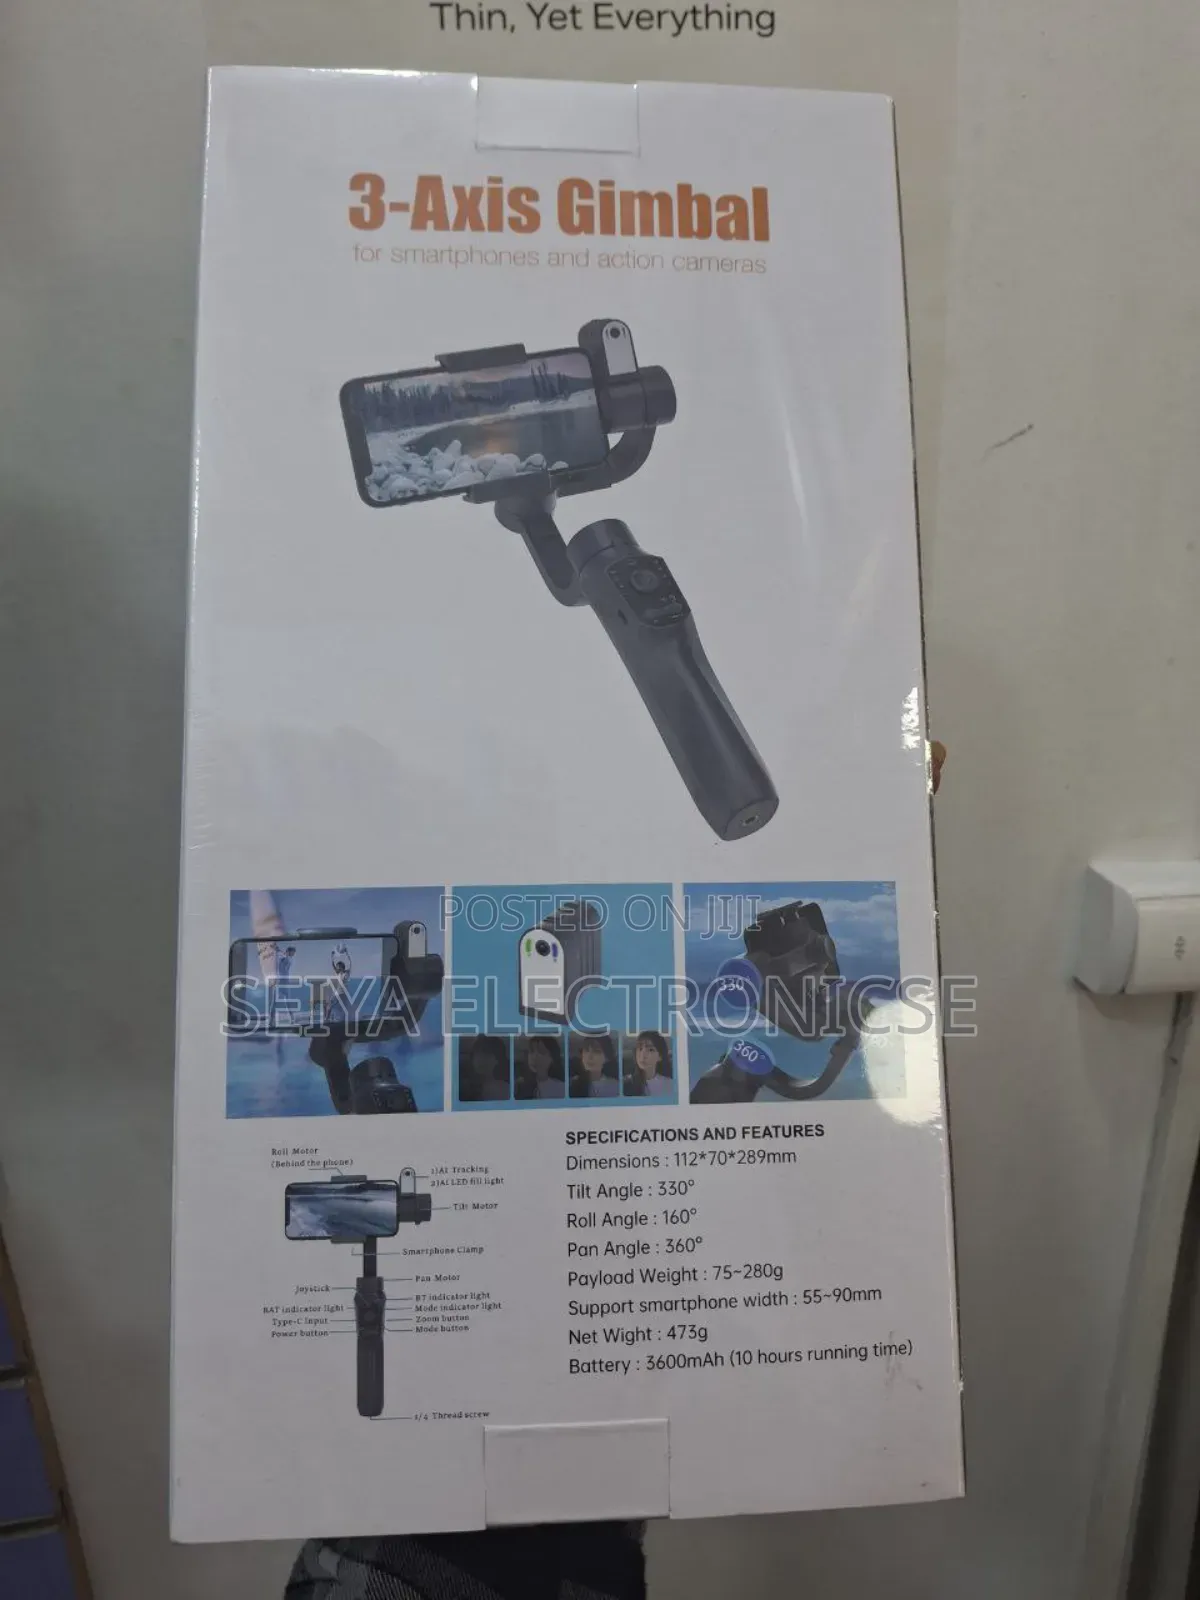 Thin, Yet Everything
3-Axis Gimbal
for smartphones and action cameras
POSTED ON JIJI
SEIYA ELECTRONICSE
330°
360°
Roll Motor
(Behind the phone)
1)AI Tracking
2)AI LED fill light
Tilt Motor
Smartphone Clamp
Pan Motor
Joystick
BT indicator light
BAT indicator light
Mode indicator light
Type-C Input
Zoom button
Power button
Mode button
1/4 Thread screw
SPECIFICATIONS AND FEATURES
Dimensions : 112*70*289mm
Tilt Angle : 330°
Roll Angle : 160°
Pan Angle : 360°
Payload Weight : 75~280g
Support smartphone width : 55~90mm
Net Wight : 473g
Battery : 3600mAh (10 hours running time)